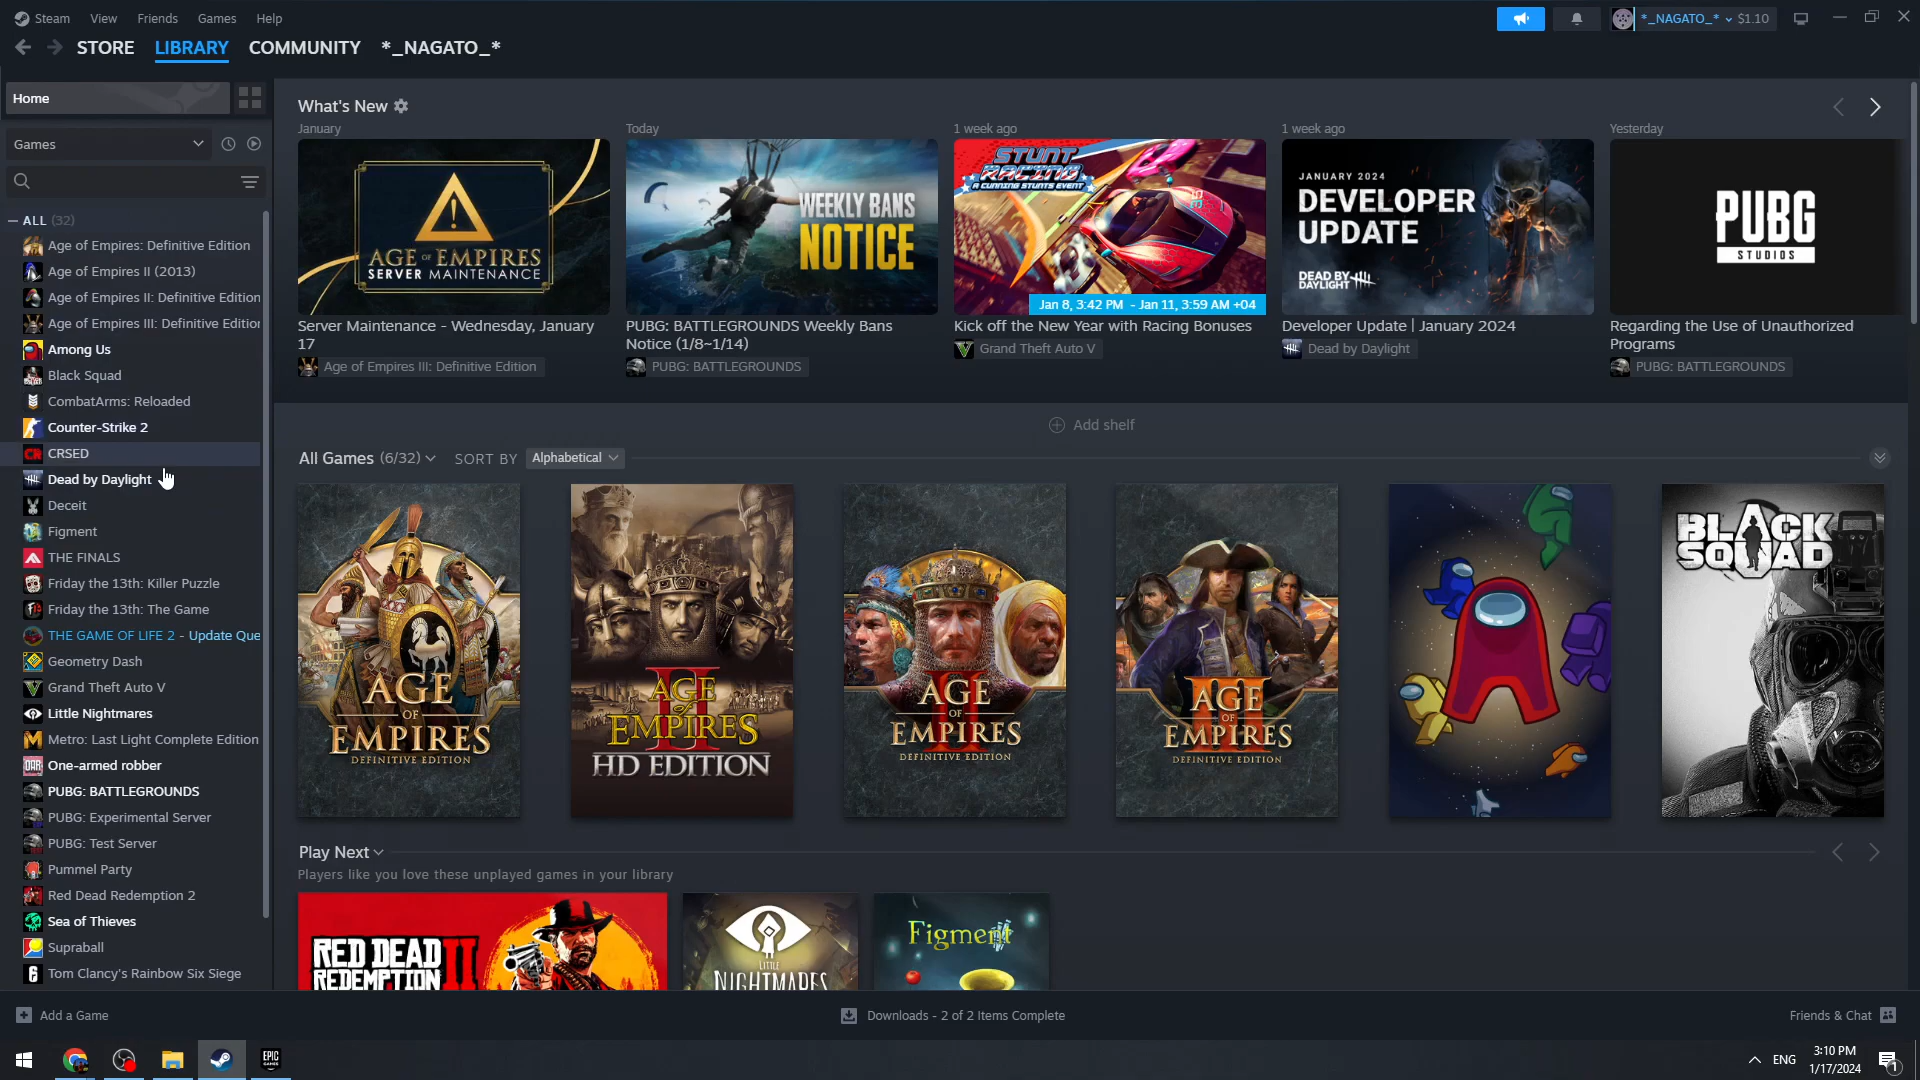 Steam View Friends Games Help
*_NAGATO_* $1.10
STORE LIBRARY COMMUNITY *_NAGATO_*
Home
Games
ALL (32)
Age of Empires: Definitive Edition
Age of Empires II (2013)
Age of Empires II: Definitive Edition
Age of Empires III: Definitive Edition
Among Us
Black Squad
CombatArms: Reloaded
Counter-Strike 2
CRSED
Dead by Daylight
Deceit
Figment
THE FINALS
Friday the 13th: Killer Puzzle
Friday the 13th: The Game
THE GAME OF LIFE 2 - Update Que
Geometry Dash
Grand Theft Auto V
Little Nightmares
Metro: Last Light Complete Edition
One-armed robber
PUBG: BATTLEGROUNDS
PUBG: Experimental Server
PUBG: Test Server
Pummel Party
Red Dead Redemption 2
Sea of Thieves
Supraball
Tom Clancy's Rainbow Six Siege
What's New
January
AGE OF EMPIRES
SERVER MAINTENANCE
Server Maintenance - Wednesday, January
17
Age of Empires III: Definitive Edition
Today
WEEKLY BANS
NOTICE
PUBG: BATTLEGROUNDS Weekly Bans
Notice (1/8~1/14)
PUBG: BATTLEGROUNDS
1 week ago
STUNT
RACING
A CUNNING STUNTS EVENT
Jan 8, 3:42 PM - Jan 11, 3:59 AM +04
Kick off the New Year with Racing Bonuses
Grand Theft Auto V
1 week ago
JANUARY 2024
DEVELOPER
UPDATE
DEAD BY
DAYLIGHT
Developer Update | January 2024
Dead by Daylight
Yesterday
PUBG
STUDIOS
Regarding the Use of Unauthorized
Programs
PUBG: BATTLEGROUNDS
Add shelf
All Games (6/32) SORT BY Alphabetical
AGE
OF
EMPIRES
DEFINITIVE EDITION
II
AGE
OF
EMPIRES
HD EDITION
II
AGE
OF
EMPIRES
DEFINITIVE EDITION
III
AGE
OF
EMPIRES
DEFINITIVE EDITION
BLACK
SQUAD
Play Next
Players like you love these unplayed games in your library
RED DEAD
REDEMPTION II
LITTLE
NIGHTMARES
Figment
Add a Game
Downloads - 2 of 2 Items Complete
Friends & Chat
EPIC
GAMES
ENG
3:10 PM
1/17/2024
1